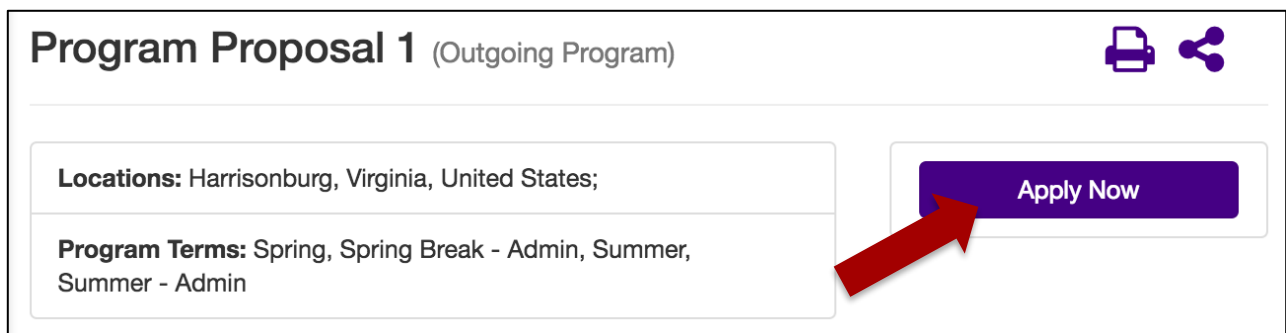 Program Proposal 1 (Outgoing Program)
Locations: Harrisonburg, Virginia, United States;
Apply Now
Program Terms: Spring, Spring Break - Admin, Summer,
Summer - Admin